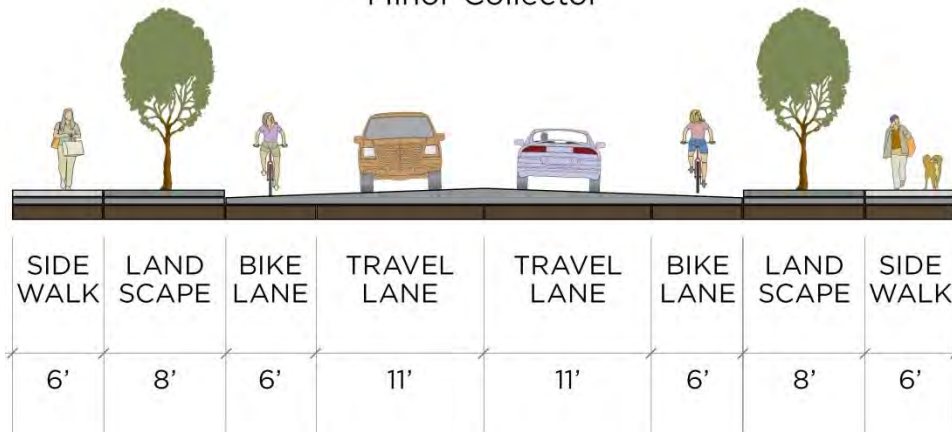 Minor Collector
SIDE WALK
LAND SCAPE
BIKE LANE
TRAVEL LANE
TRAVEL LANE
BIKE LANE
LAND SCAPE
SIDE WALK
6’ 8’ 6’ 11’ 11’ 6’ 8’ 6’